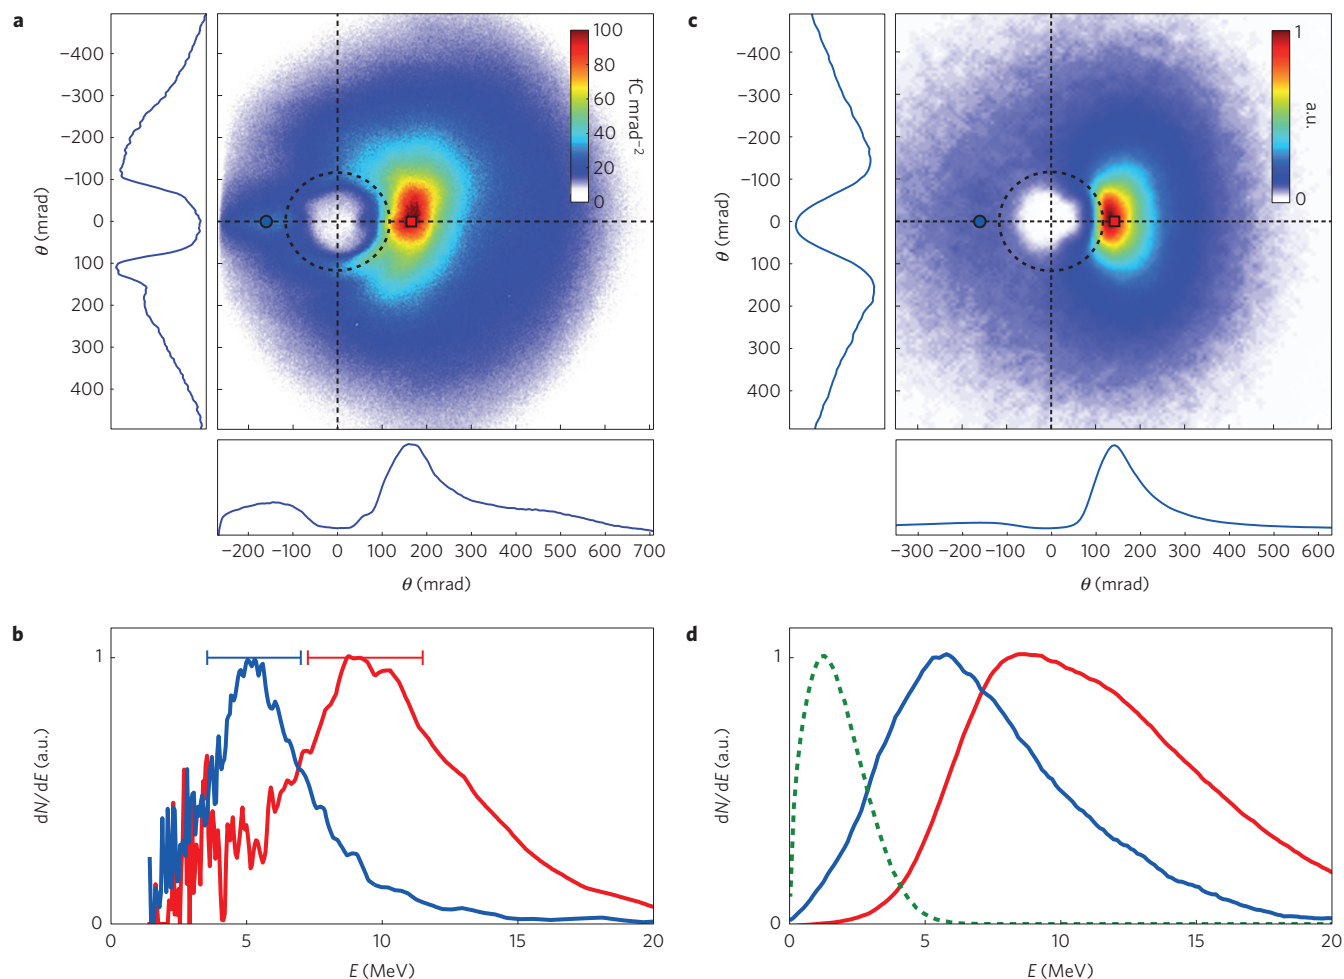 a
−400
−300
−200
−100
0
100
200
300
400
θ (mrad)
100
80
60
40
20
0
fC mrad−2
−200 −100 0 100 200 300 400 500 600 700
θ (mrad)
c
−400
−300
−200
−100
0
100
200
300
400
θ (mrad)
1
0
a.u.
−300 −200 −100 0 100 200 300 400 500 600
θ (mrad)
b
1
0
dN/dE (a.u.)
0 5 10 15 20
E (MeV)
d
1
0
dN/dE (a.u.)
0 5 10 15 20
E (MeV)